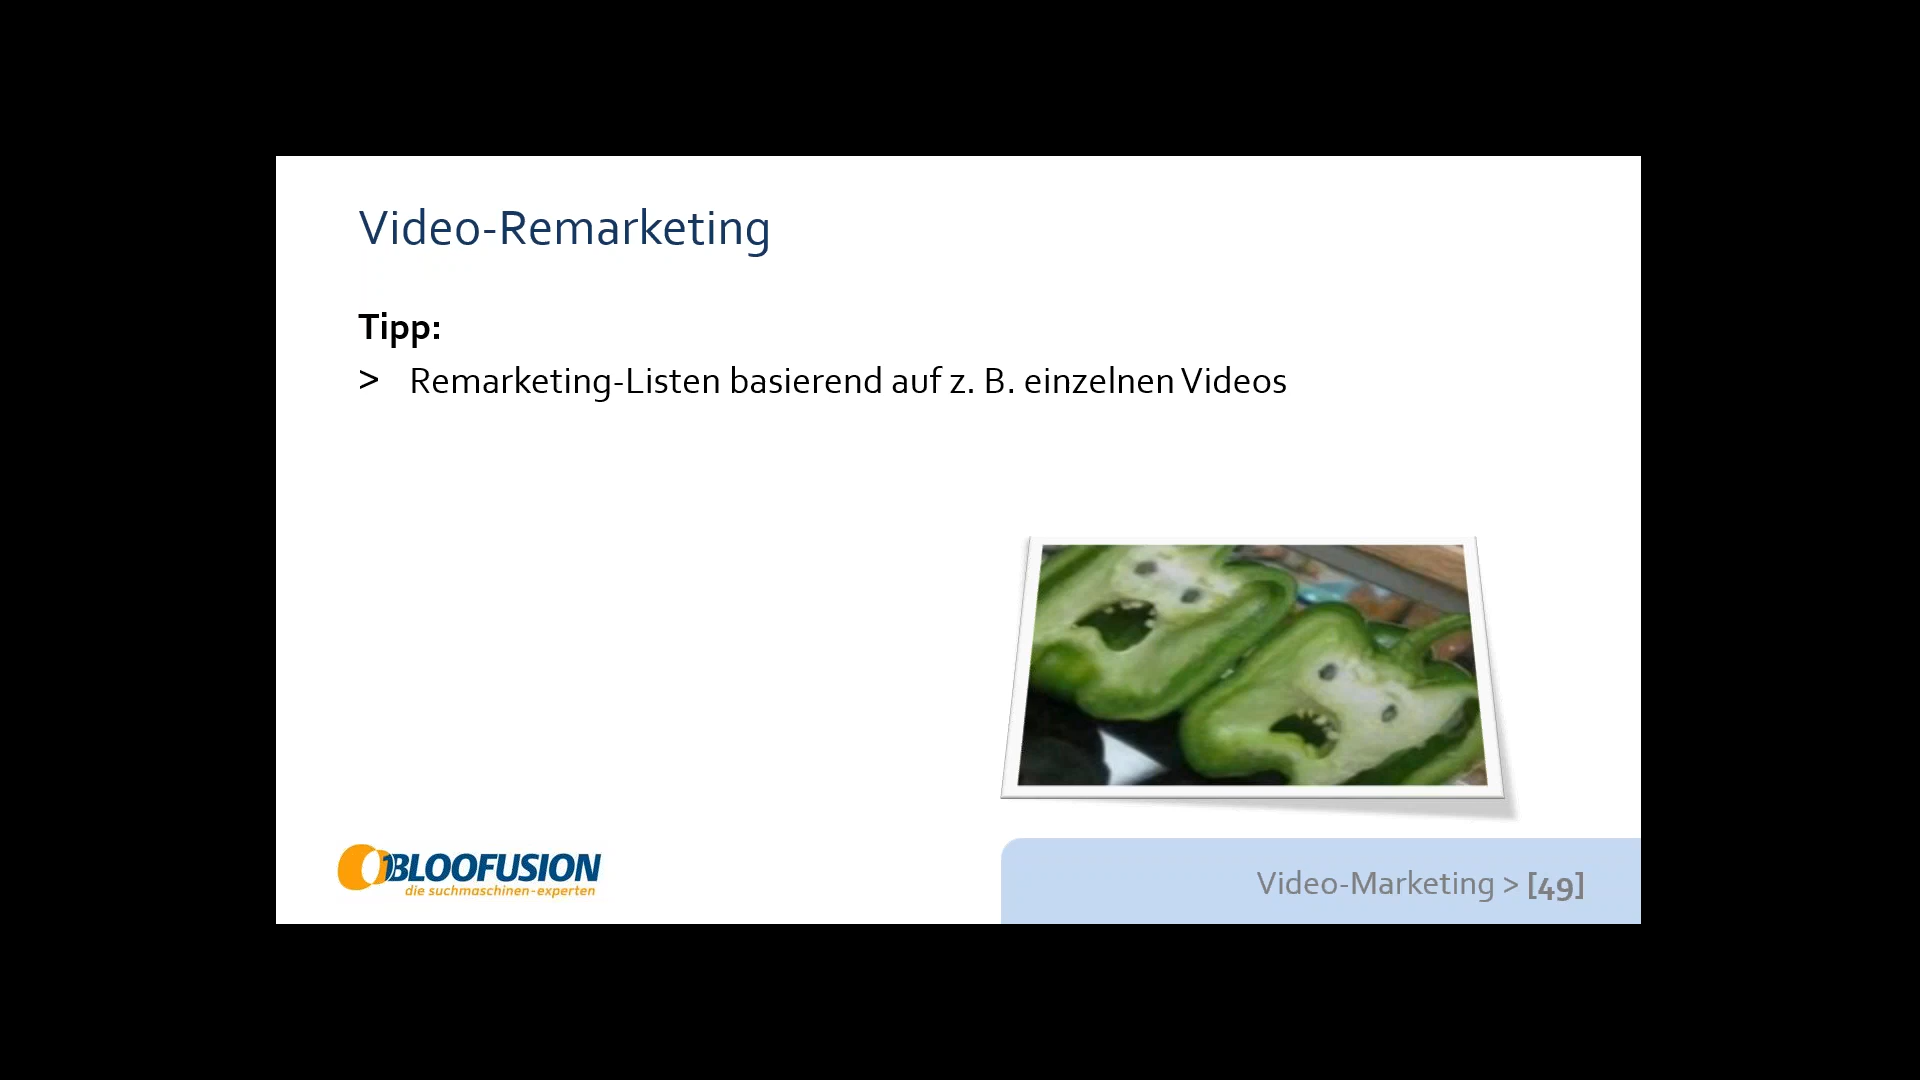 Video-Remarketing
Tipp:
> Remarketing-Listen basierend auf z. B. einzelnen Videos
BLOOFUSION
die suchmaschinen-experten
Video-Marketing > [49]